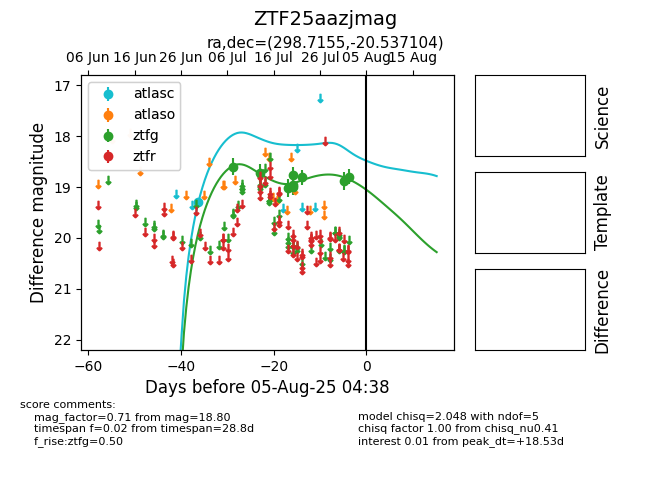 ZTF25aazjmag
ra,dec=(298.7155,-20.537104)
06 Jun 16 Jun 26 Jun 06 Jul 16 Jul 26 Jul 05 Aug 15 Aug
atlasc
atlaso
ztfg
ztfr
17
18
19
20
21
22
Difference magnitude
−60 −40 −20 0
Days before 05-Aug-25 04:38
Science
Template
Difference
score comments:
mag_factor=0.71 from mag=18.80
timespan f=0.02 from timespan=28.8d
f_rise:ztfg=0.50
model chisq=2.048 with ndof=5
chisq factor 1.00 from chisq_nu0.41
interest 0.01 from peak_dt=+18.53d